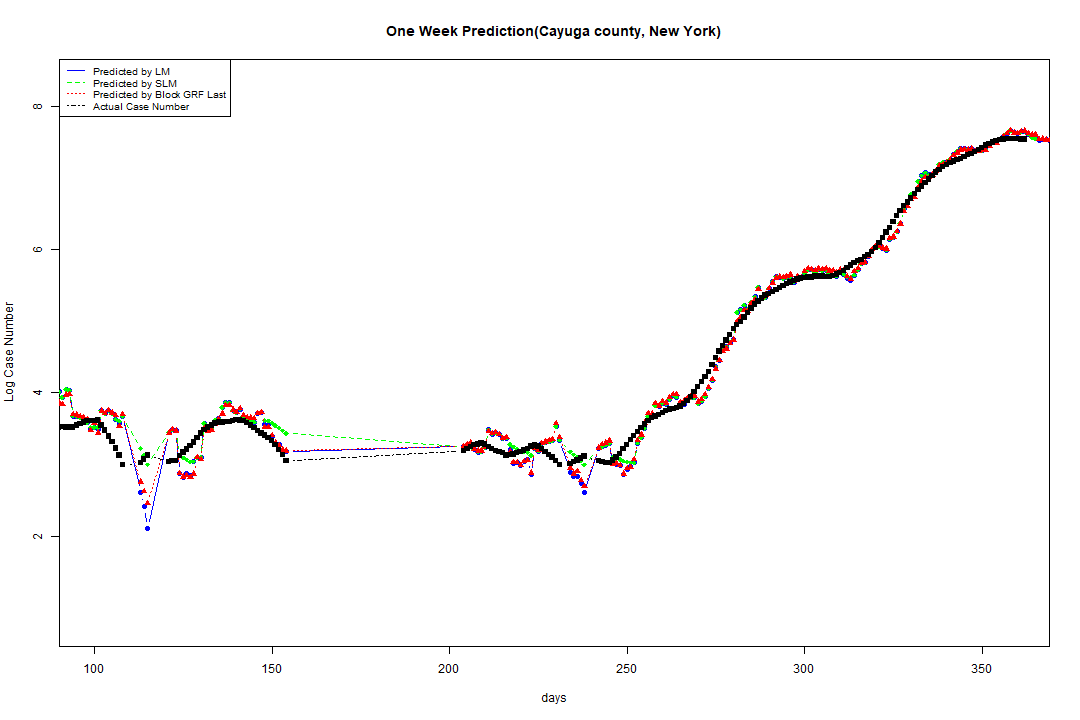 One Week Prediction(Cayuga county, New York)
Predicted by LM
Predicted by SLM
Predicted by Block GRF Last
Actual Case Number
8
6
4
2
Log Case Number
100 150 200 250 300 350
days